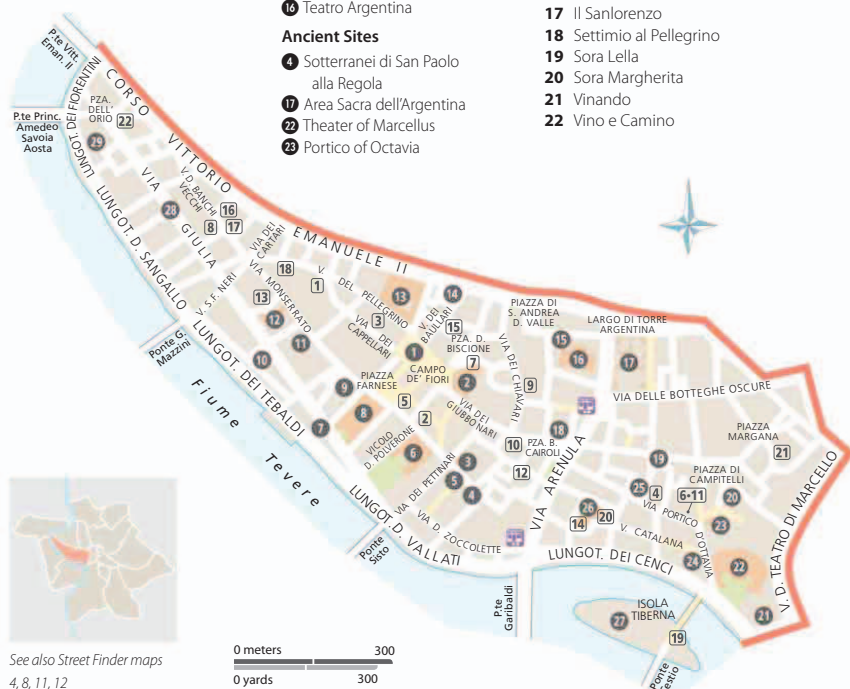 16 Teatro Argentina
Ancient Sites
4 Sotterranei di San Paolo
alla Regola
17 Area Sacra dell'Argentina
22 Theater of Marcellus
23 Portico of Octavia
17 Il Sanlorenzo
18 Settimio al Pellegrino
19 Sora Lella
20 Sora Margherita
21 Vinando
22 Vino e Camino
P.te Vitt.
Eman. II
P.te Princ.
Amedeo
Savoia
Aosta
LUNGOT. DEI FIORENTINI
CORSO VITTORIO EMANUELE II
PZA.
DELL'
ORIO
22
29
VIA GIULIA
V. D. BANCHI
VECCHI
28
16
8
17
LUNGOT. D. SANGALLO
VIA DEI
CARTARI
18
1
V. DEL PELLEGRINO
13
14
VIA MONSERRATO
13
12
11
V. S.F. NERI
3
VIA DEI
CAPPELLARI
V. DEI
BAULARI
15
PZA. D.
BISCIONE
7
1
CAMPO
DE' FIORI
2
PIAZZA DI
S. ANDREA
D. VALLE
LARGO DI TORRE
ARGENTINA
15
16
17
VIA DEI CHIAVARI
9
VIA DELLE BOTTEGHE OSCURE
Ponte G.
Mazzini
LUNGOT. DEI TEBALDI
10
9
PIAZZA
FARNESE
8
5
2
VIA DEI
GIUBBONARI
7
VICOLO
D. POLVERONE
6
10
PZA. B.
CAIROLI
12
18
VIA ARENULA
PIAZZA
MARGANA
21
19
PIAZZA DI
CAMPITELLI
25
4
6•11
20
3
5
4
VIA DEI PETTINARI
VIA D. ZOCCOLETTE
26
14
20
VIA PORTICO
D'OTTAVIA
23
V. CATALANA
24
22
21
V. D. TEATRO DI MARCELLO
Fiume Tevere
LUNGOT. D. VALLATI
LUNGOT. DEI CENCI
Ponte
Sisto
P.te
Garibaldi
ISOLA
TIBERNA
27
19
Ponte
Cestio
See also Street Finder maps
4, 8, 11, 12
0 meters 300
0 yards 300